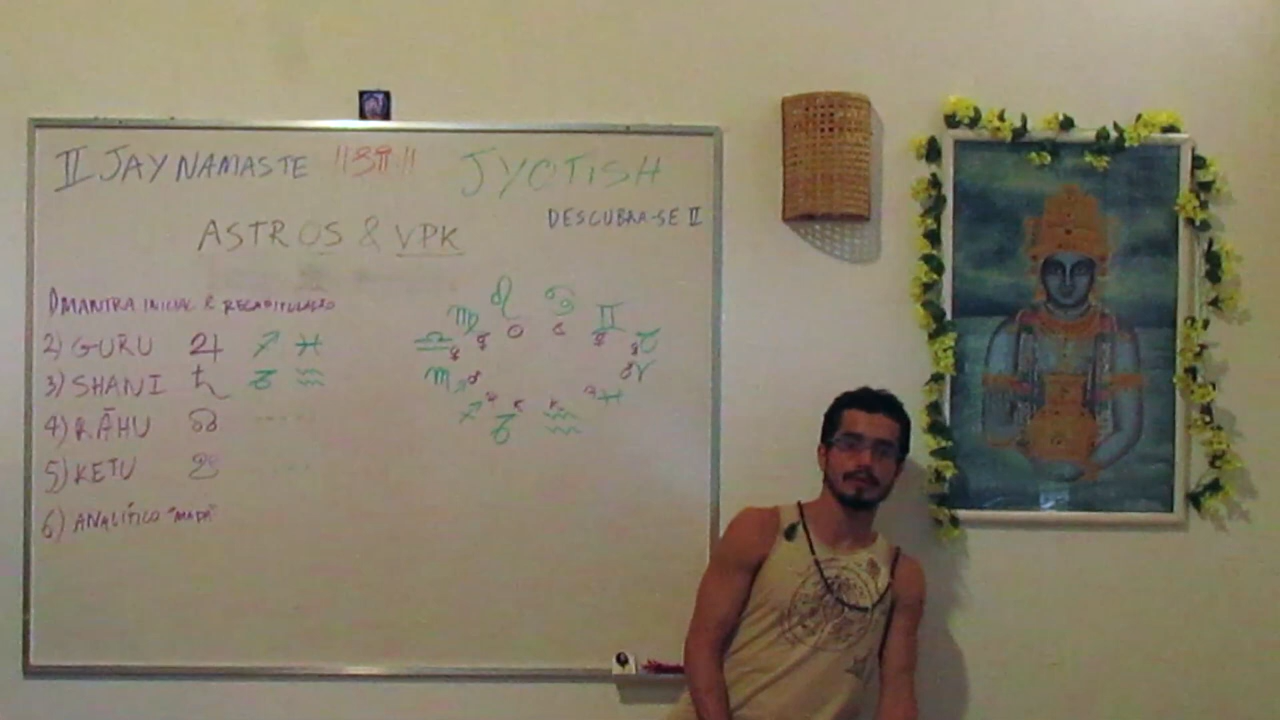 II JAY NAMASTE ||ॐ|| JYOTISH
DESCUBRA-SE II
ASTROS & VPK
1) MANTRA INICIAL & RECAPITULAÇÃO
2) GURU ♃ ♐ ♓
3) SHANI ♄ ♑ ♒
4) RĀHU ☊
5) KETU ☋
6) ANALÍTICO "MAPA"
♎ ♍ ♌ ♋ ♊ ♉
♏ ♐ ♑ ♒ ♓ ♈